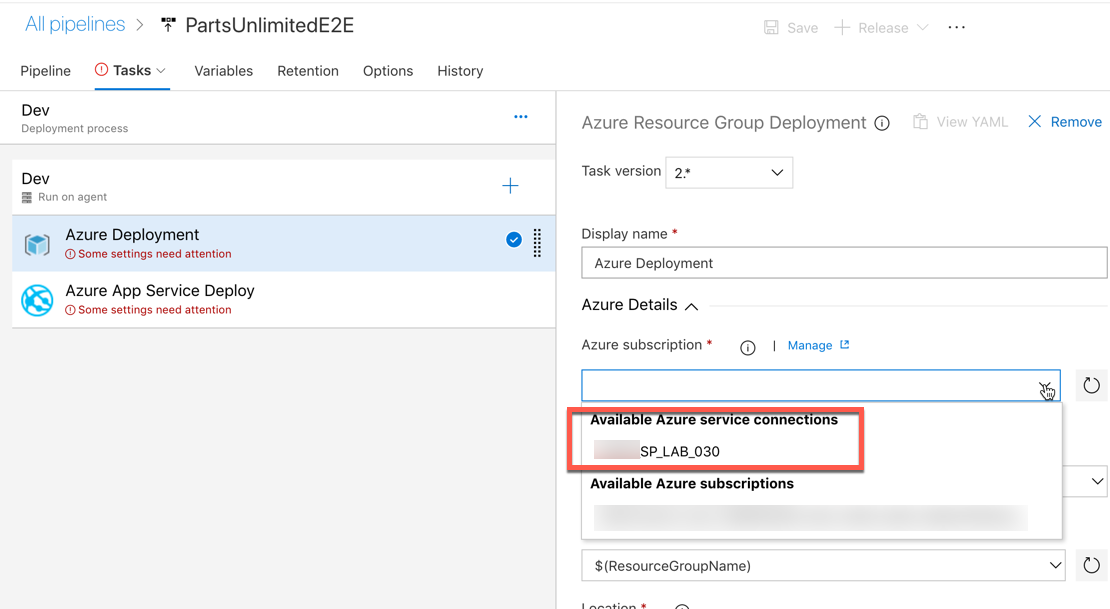 All pipelines > PartsUnlimitedE2E
Save + Release ...
Pipeline Tasks Variables Retention Options History
Dev
Deployment process
...
Dev
Run on agent
Azure Deployment
Some settings need attention
Azure App Service Deploy
Some settings need attention
Azure Resource Group Deployment View YAML Remove
Task version 2.*
Display name *
Azure Deployment
Azure Details
Azure subscription * | Manage
Available Azure service connections
SP_LAB_030
Available Azure subscriptions
$(ResourceGroupName)
Location *